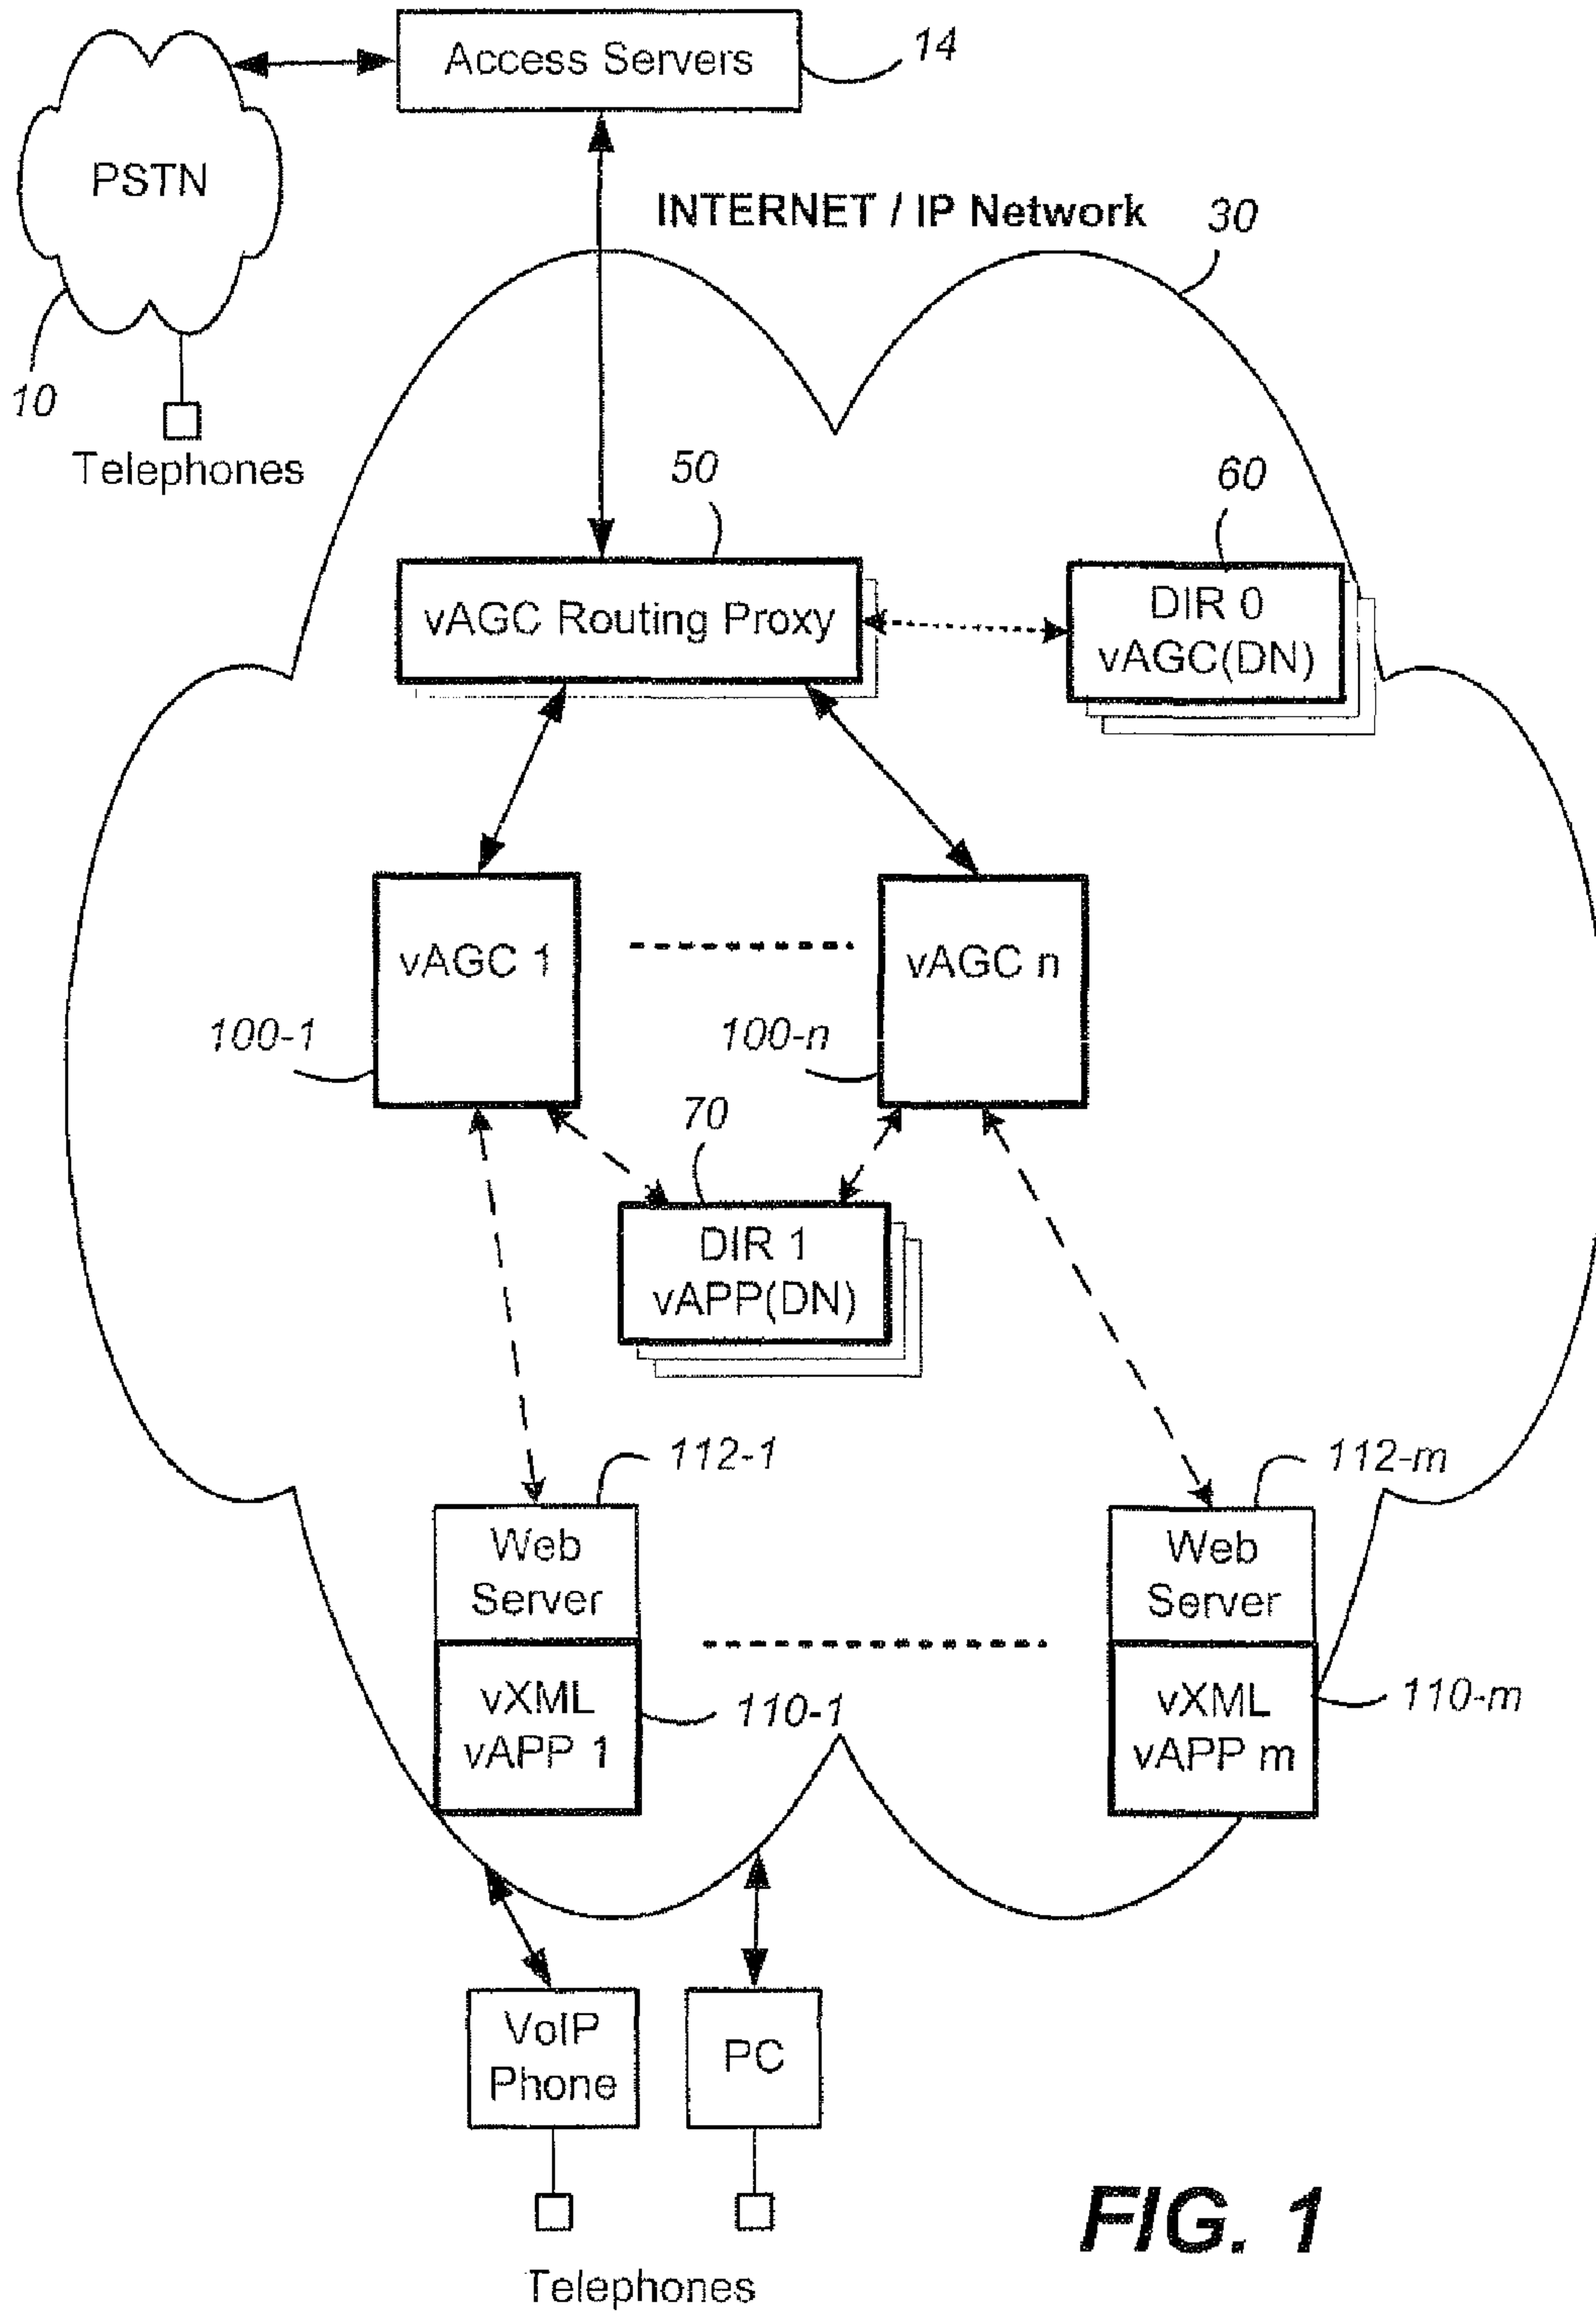 Access Servers
14
PSTN
INTERNET / IP Network
30
10
Telephones
50
60
vAGC Routing Proxy
DIR 0
vAGC(DN)
vAGC 1
vAGC n
100-1
100-n
70
DIR 1
vAPP(DN)
112-1
112-m
Web
Server
Web
Server
vXML
vAPP 1
110-1
vXML
vAPP m
110-m
VoIP
Phone
PC
Telephones
FIG. 1